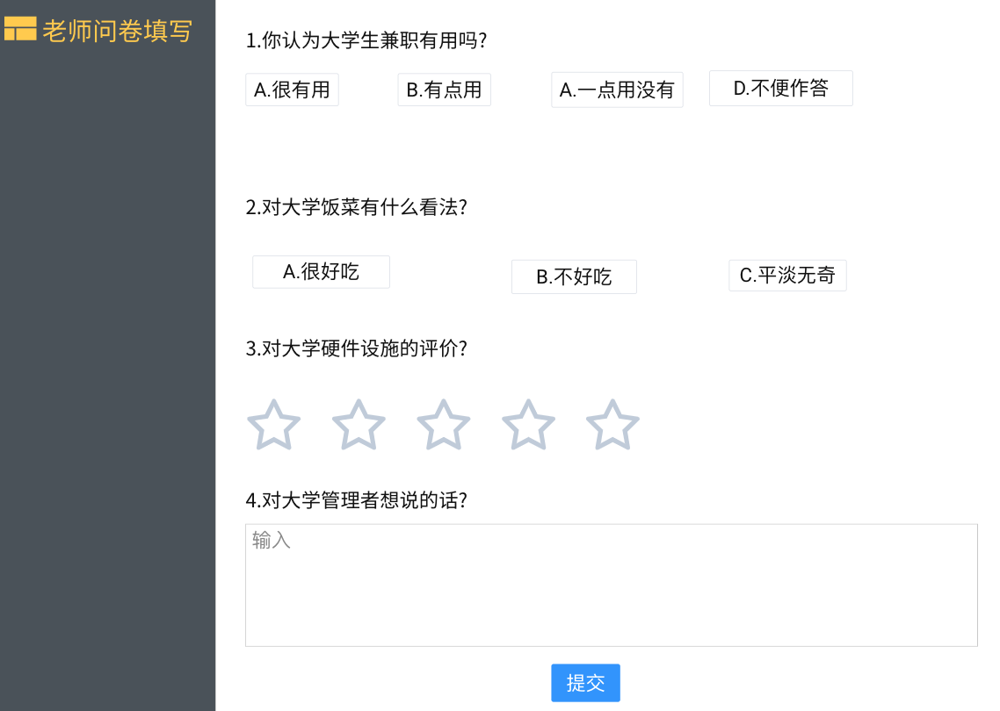 老师问卷填写
1.你认为大学生兼职有用吗?
A.很有用 B.有点用 A.一点用没有 D.不便作答
2.对大学饭菜有什么看法?
A.很好吃 B.不好吃 C.平淡无奇
3.对大学硬件设施的评价?
4.对大学管理者想说的话?
输入
提交